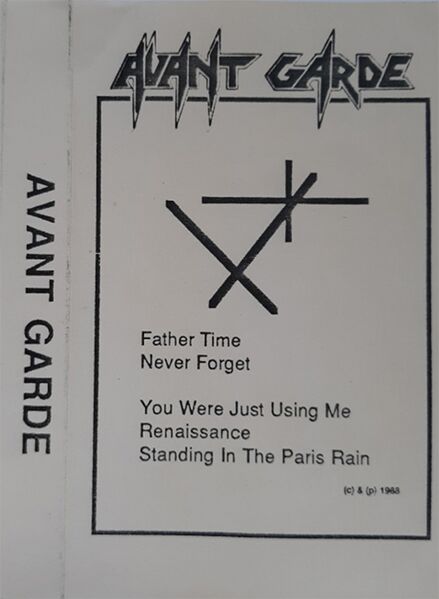 AVANT GARDE
AVANT GARDE
Father Time
Never Forget
You Were Just Using Me
Renaissance
Standing In The Paris Rain
(c) & (p) 1988